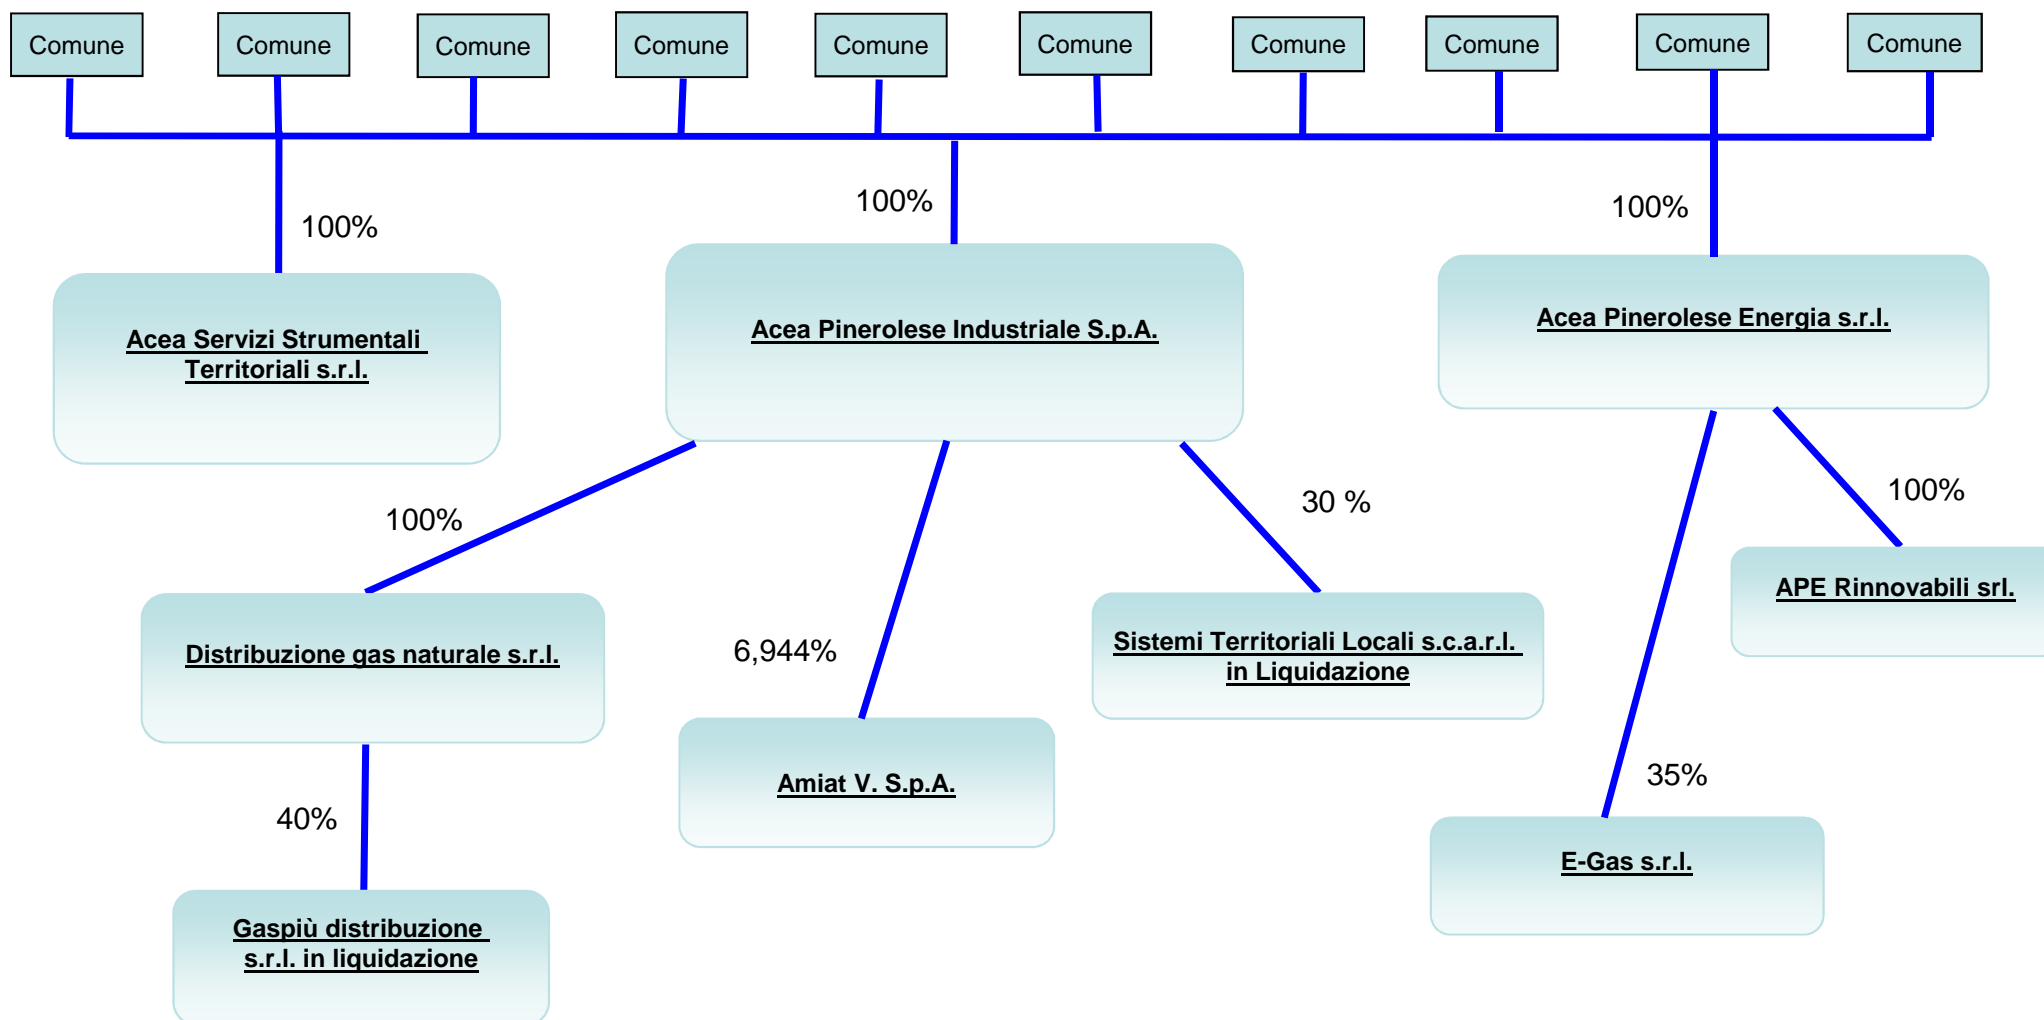 Comune
Comune
Comune
Comune
Comune
Comune
Comune
Comune
Comune
Comune
100%
100%
100%
Acea Servizi Strumentali
Territoriali s.r.l.
Acea Pinerolese Industriale S.p.A.
Acea Pinerolese Energia s.r.l.
100%
6,944%
30 %
35%
100%
Distribuzione gas naturale s.r.l.
Amiat V. S.p.A.
Sistemi Territoriali Locali s.c.a.r.l.
in Liquidazione
E-Gas s.r.l.
APE Rinnovabili srl.
40%
Gaspiù distribuzione
s.r.l. in liquidazione